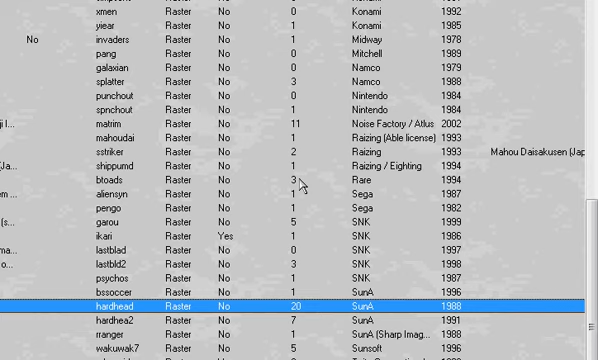 xmen Raster No 0 Konami 1992
yiear Raster No 1 Konami 1985
No invaders Raster No 1 Midway 1978
pang Raster No 0 Mitchell 1989
galaxian Raster No 0 Namco 1979
splatter Raster No 3 Namco 1988
punchout Raster No 0 Nintendo 1984
spnchout Raster No 1 Nintendo 1984
ji I... matrim Raster No 11 Noise Factory / Atlus 2002
mahoudai Raster No 1 Raizing (Able license) 1993
sstriker Raster No 2 Raizing 1993 Mahou Daisakusen (Jap
(Ja... shippumd Raster No 1 Raizing / Eighting 1994
btoads Raster No 3 Rare 1994
em ... aliensyn Raster No 1 Sega 1987
pengo Raster No 1 Sega 1982
(s... garou Raster No 5 SNK 1999
ikari Raster Yes 1 SNK 1986
ma... lastblad Raster No 0 SNK 1997
o... lastbld2 Raster No 3 SNK 1998
psychos Raster No 1 SNK 1987
bssoccer Raster No 1 SunA 1996
hardhead Raster No 20 SunA 1988
hardhea2 Raster No 7 SunA 1991
rranger Raster No 1 SunA (Sharp Imag... 1988
wakuwak7 Raster No 5 Sunsoft 1996